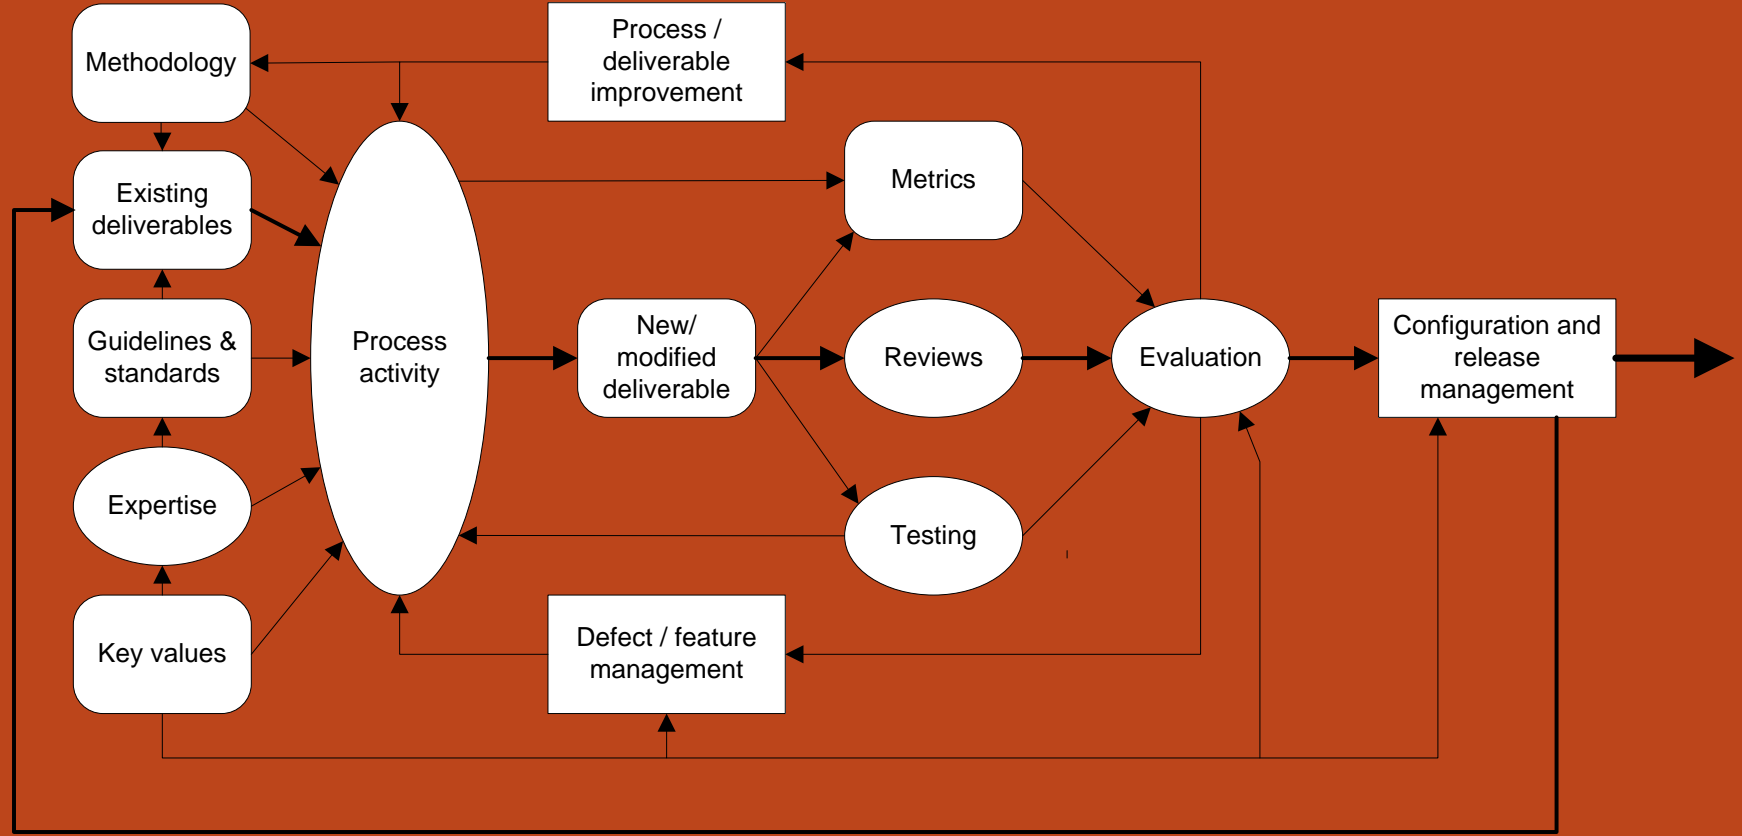 Methodology
Process /
deliverable
improvement
Existing
deliverables
Metrics
Guidelines &
standards
Process
activity
New/
modified
deliverable
Reviews
Evaluation
Configuration and
release
management
Expertise
Testing
Key values
Defect / feature
management